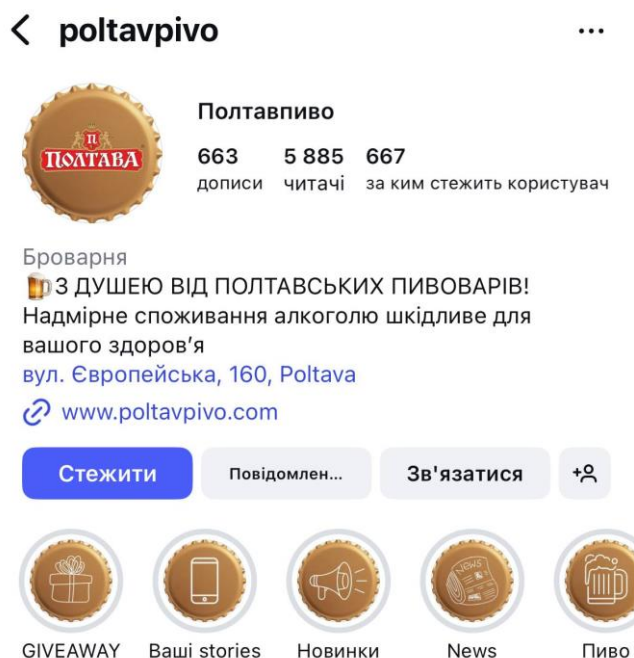 poltavpivo
Полтавпиво
663 5 885 667
дописи читачі за ким стежить користувач
П
ПОЛТАВА
Броварня
🍺З ДУШЕЮ ВІД ПОЛТАВСЬКИХ ПИВОВАРІВ!
Надмірне споживання алкоголю шкідливе для
вашого здоров’я
вул. Європейська, 160, Poltava
www.poltavpivo.com
Стежити Повідомлен... Зв'язатися
NEWS
GIVEAWAY Ваші stories Новинки News Пиво